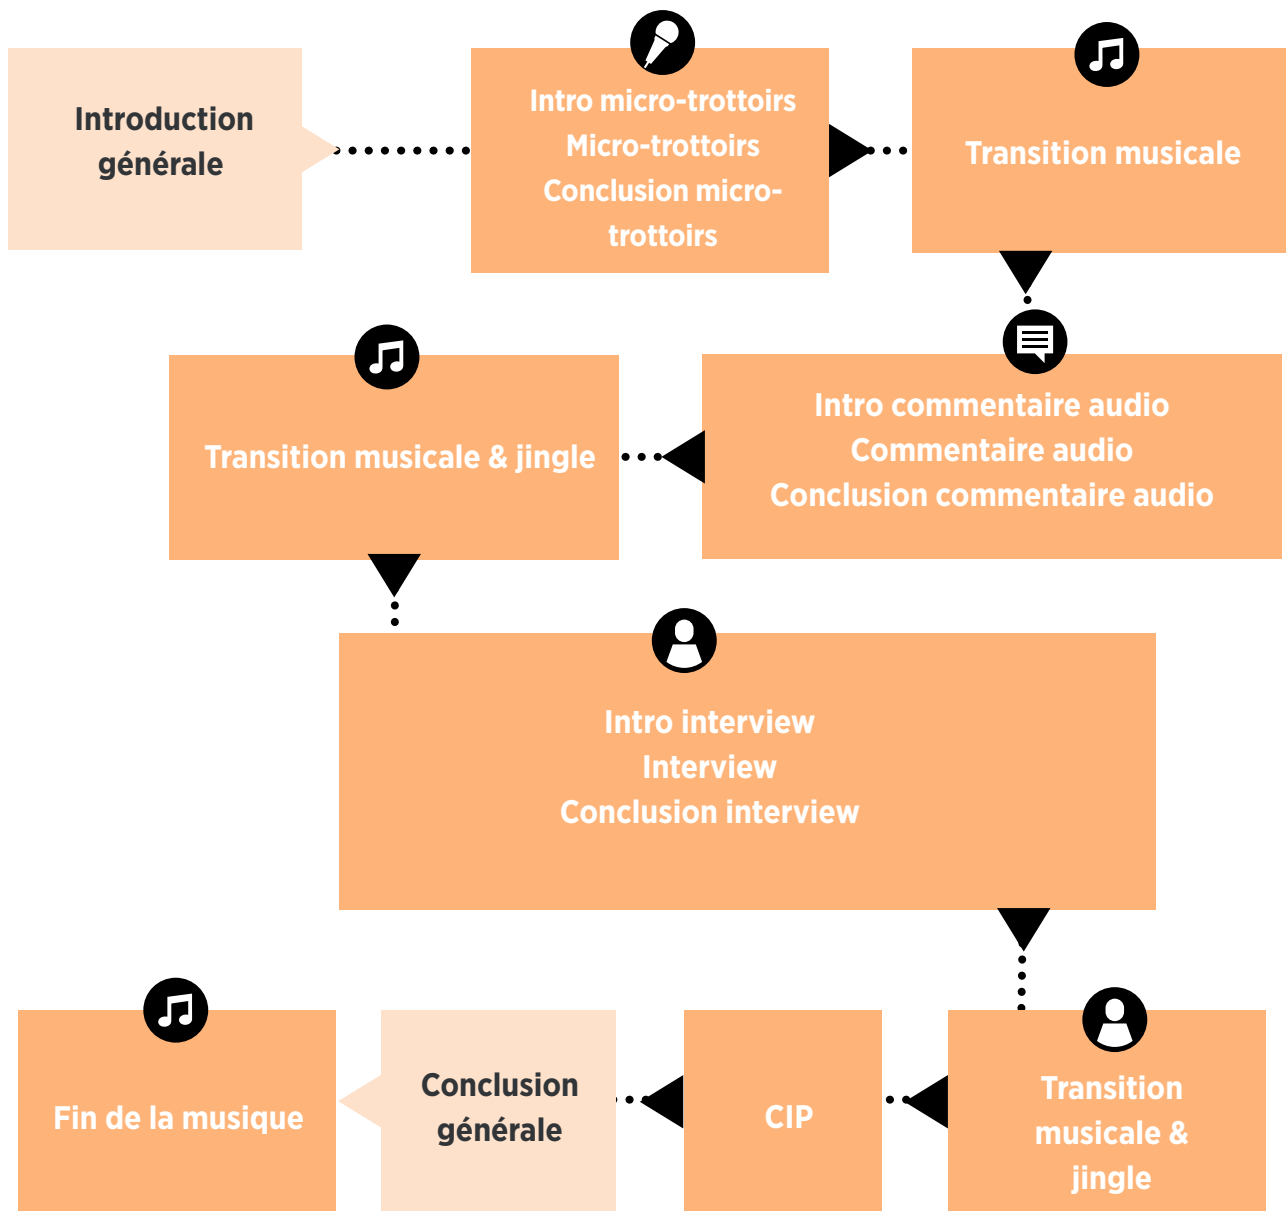 Introduction
générale
Intro micro-trottoirs
Micro-trottoirs
Conclusion micro-
trottoirs
Transition musicale
Transition musicale & jingle
Intro commentaire audio
Commentaire audio
Conclusion commentaire audio
Intro interview
Interview
Conclusion interview
Fin de la musique
Conclusion
générale
CIP
Transition
musicale &
jingle